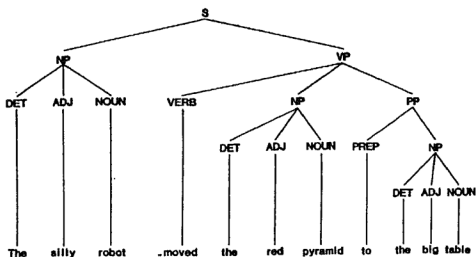 S
NP VP
DET ADJ NOUN VERB NP PP
DET ADJ NOUN PREP NP
DET ADJ NOUN
The silly robot moved the red pyramid to the big table